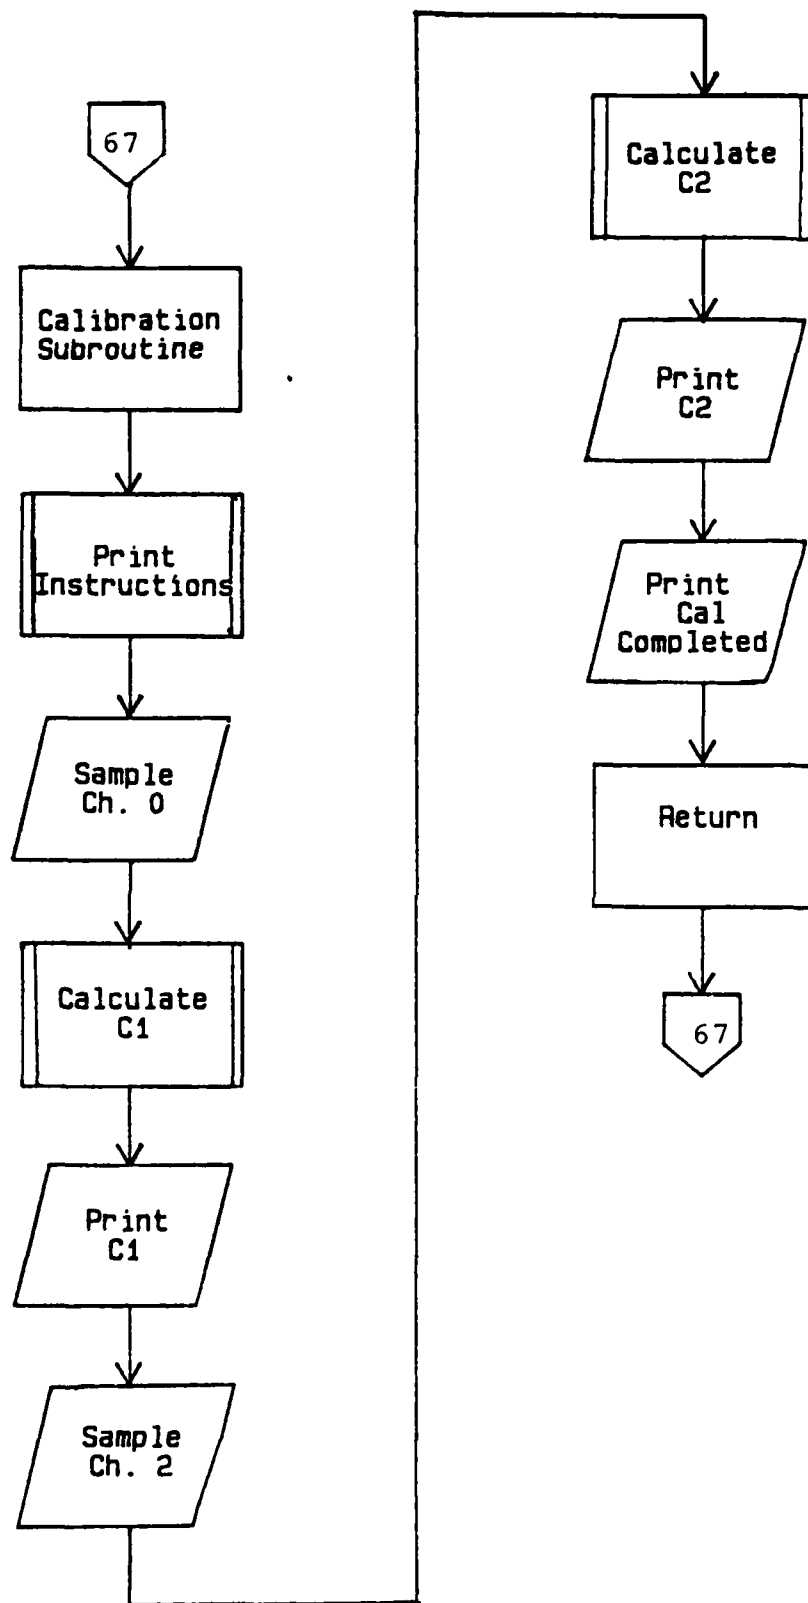 67
Calibration
Subroutine
Print
Instructions
Sample
Ch. 0
Calculate
C1
Print
C1
Sample
Ch. 2
Calculate
C2
Print
C2
Print
Cal
Completed
Return
67